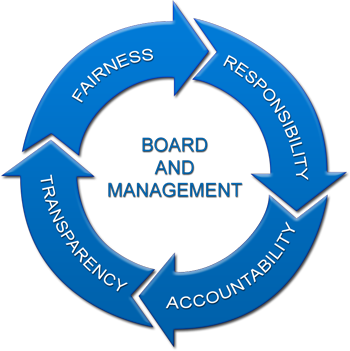 FAIRNESS
RESPONSIBILITY
ACCOUNTABILITY
TRANSPARENCY
BOARD
AND
MANAGEMENT